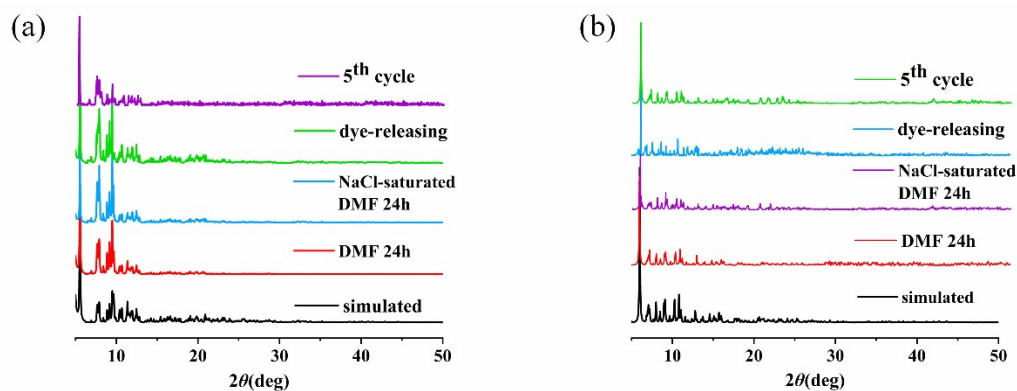 (a)
5th cycle
dye-releasing
NaCl-saturated
DMF 24h
DMF 24h
simulated
10 20 30 40 50
2θ(deg)
(b)
5th cycle
dye-releasing
NaCl-saturated
DMF 24h
DMF 24h
simulated
10 20 30 40 50
2θ(deg)